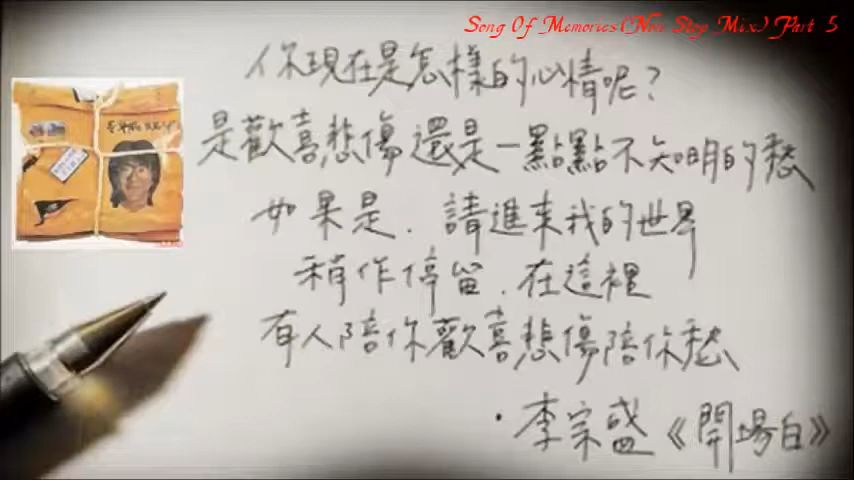 Song Of Memories(Non Stop Mix) Part 5
你現在是怎樣的心情呢?
是歡喜悲傷還是一點點不知明的愁
如果是.請進來我的世界
稍作停留.在這裡
有人陪你歡喜悲傷陪你愁
·李宗盛《開場白》